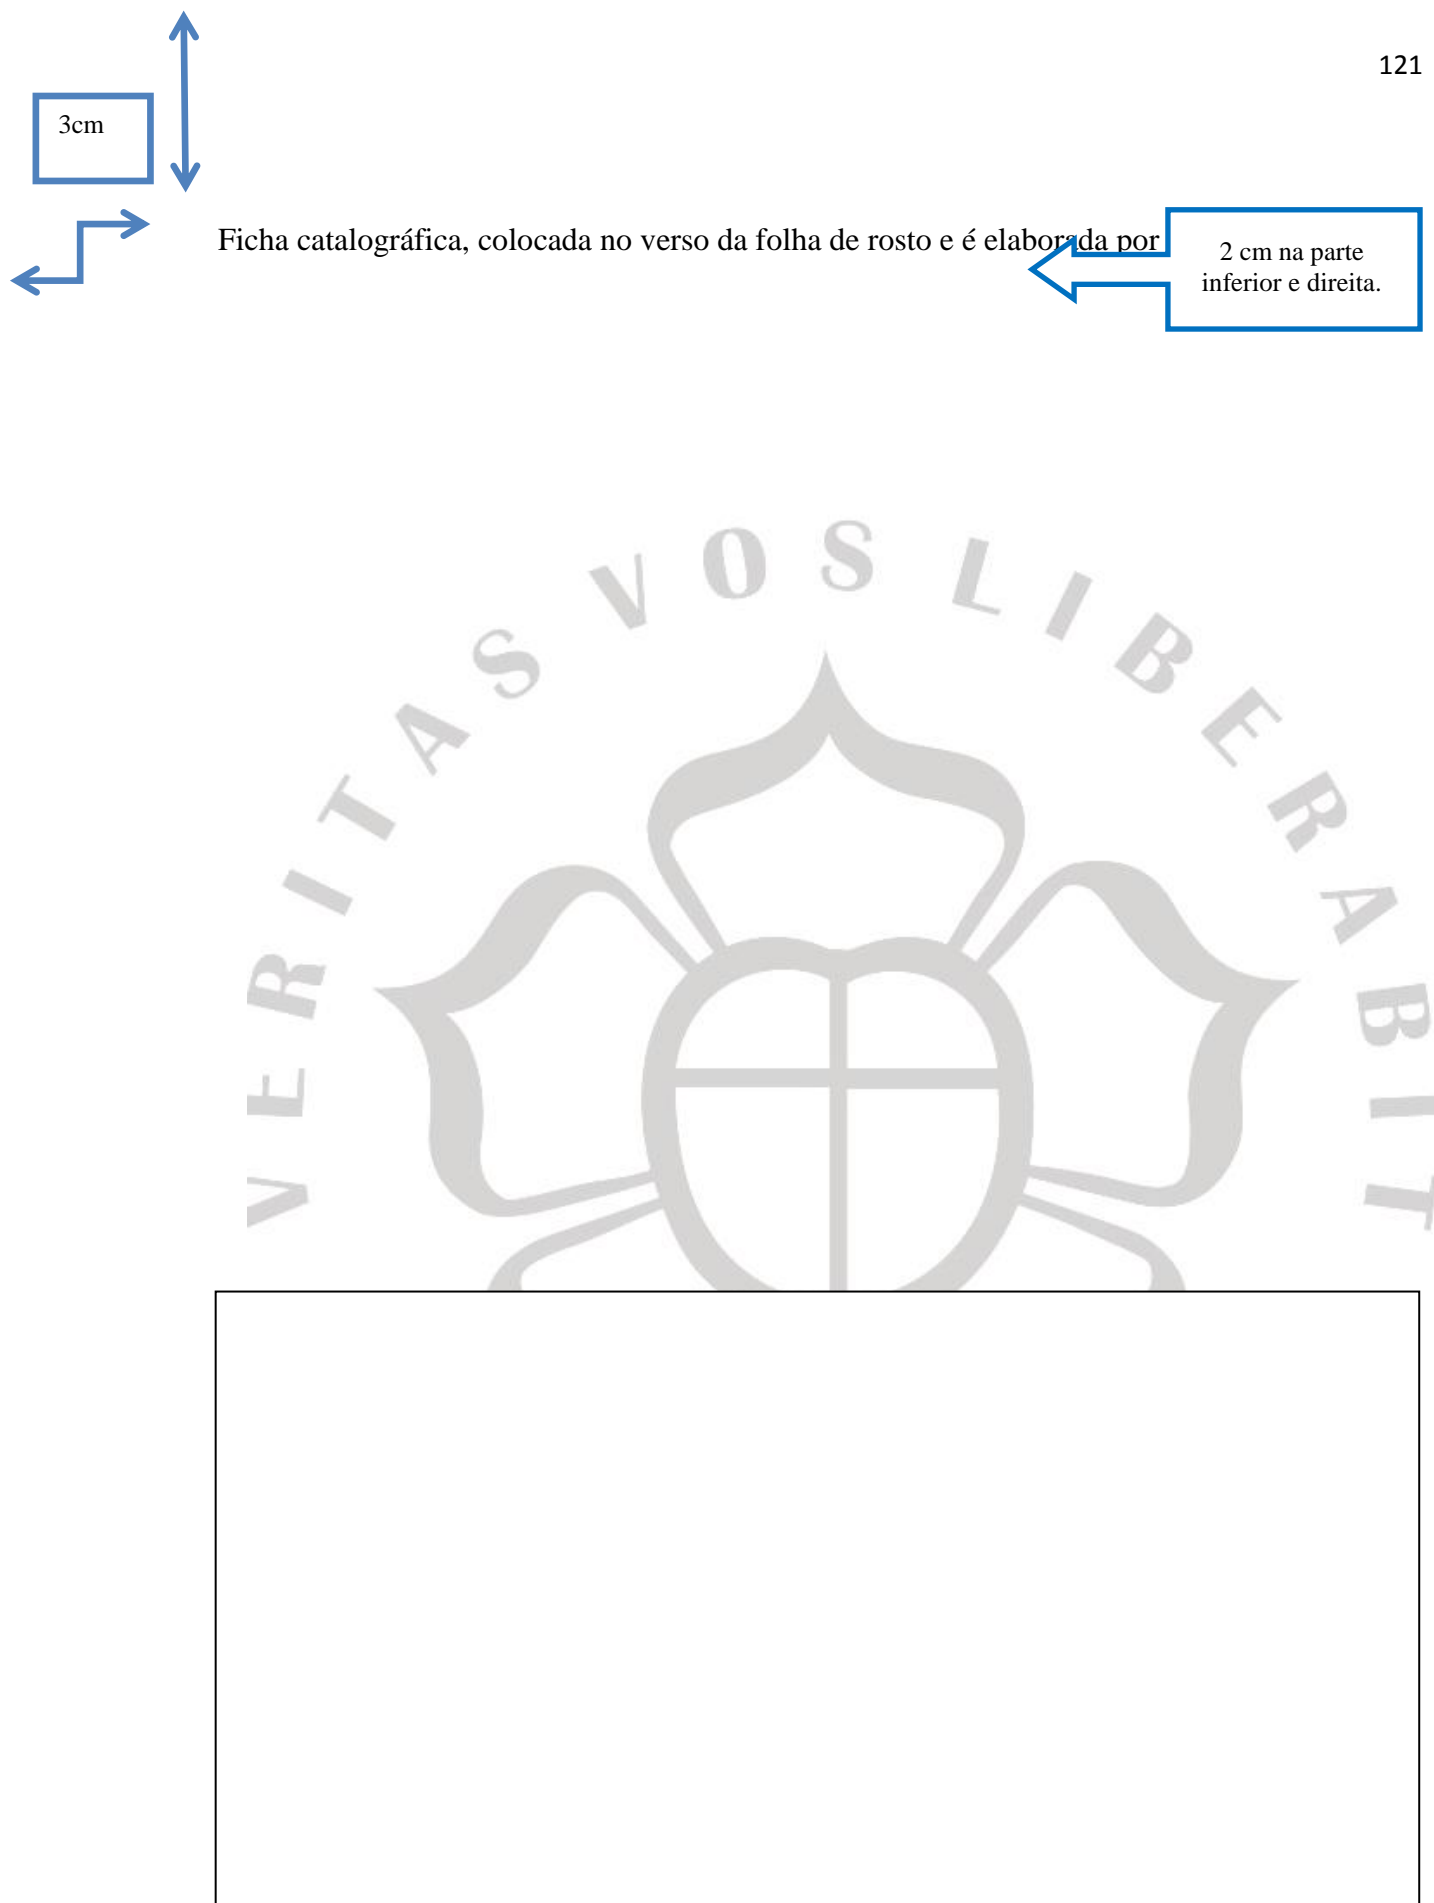 121
3cm
Ficha catalográfica, colocada no verso da folha de rosto e é elaborada por
2 cm na parte
inferior e direita.
VERITAS VOS LIBERABIT